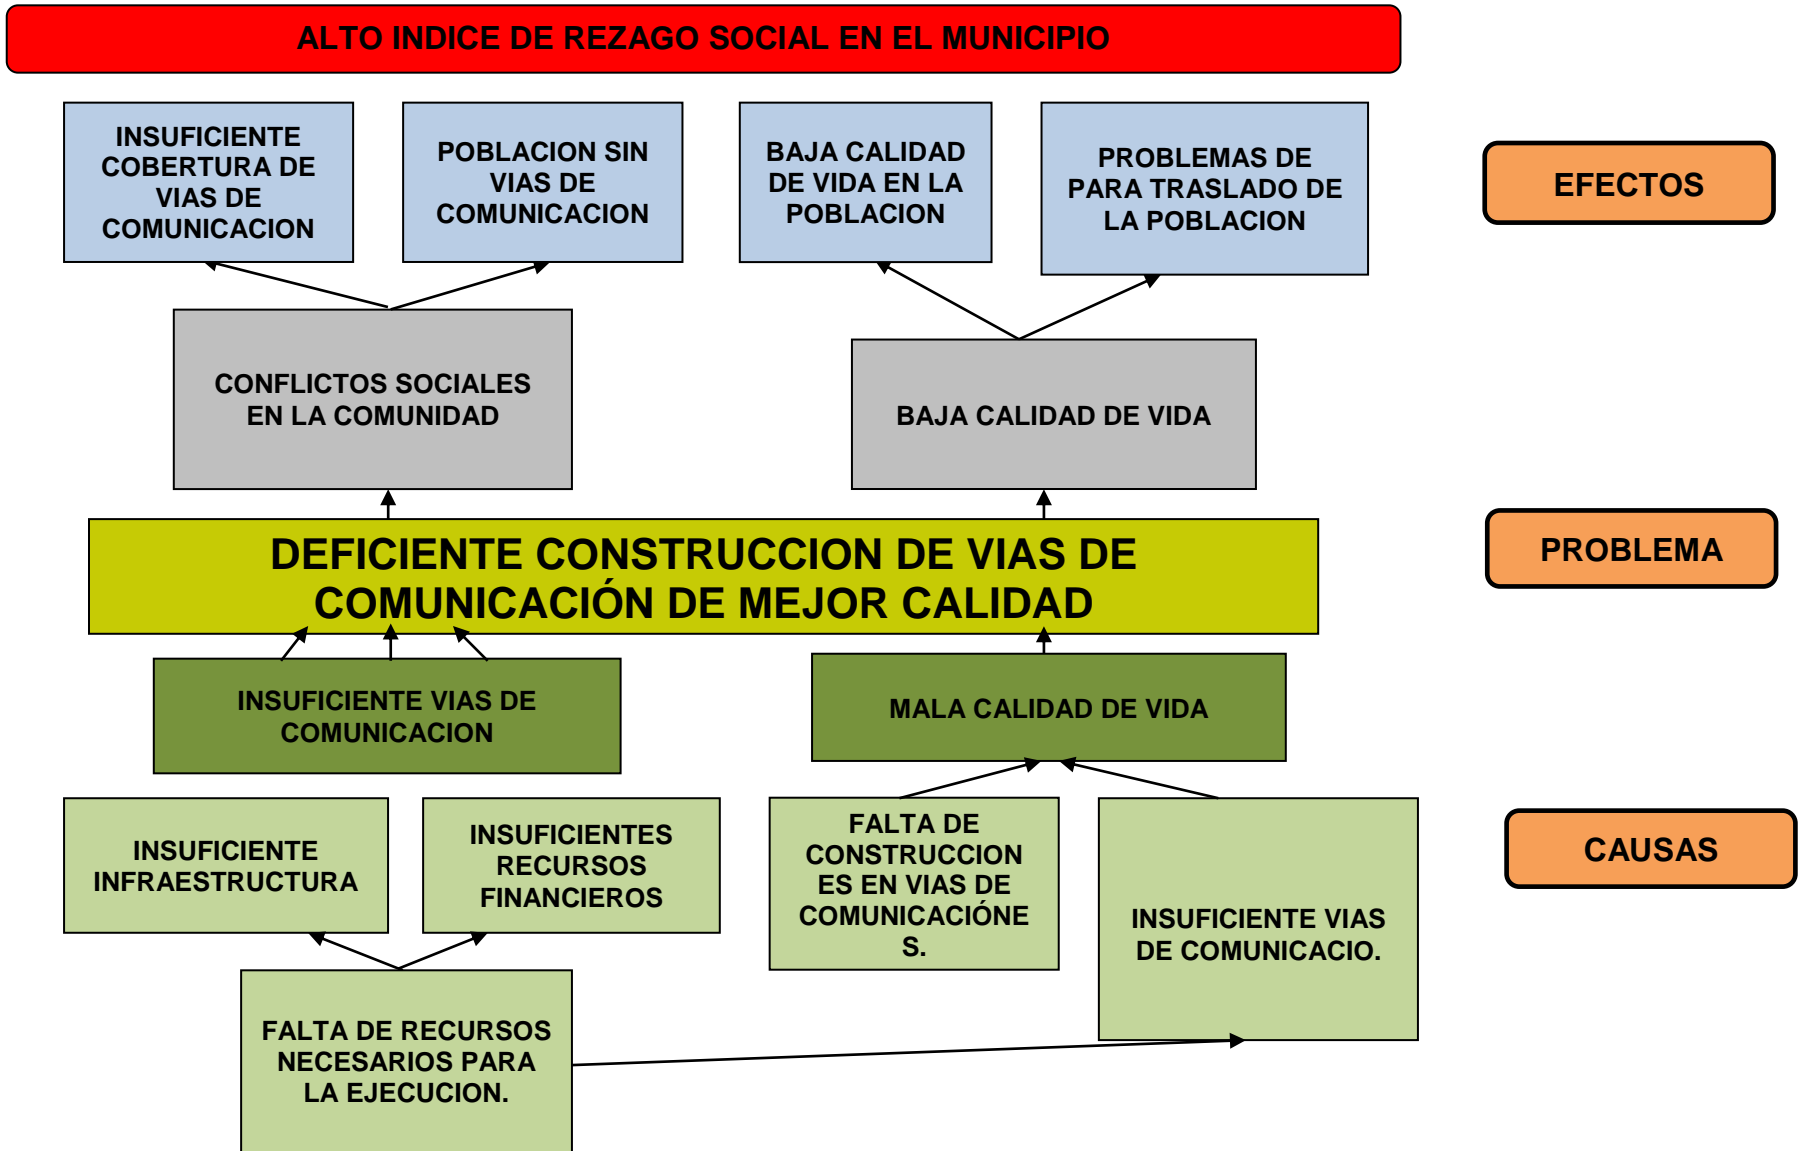 ALTO INDICE DE REZAGO SOCIAL EN EL MUNICIPIO
INSUFICIENTE
COBERTURA DE
VIAS DE
COMUNICACION
POBLACION SIN
VIAS DE
COMUNICACION
BAJA CALIDAD
DE VIDA EN LA
POBLACION
PROBLEMAS DE
PARA TRASLADO DE
LA POBLACION
EFECTOS
CONFLICTOS SOCIALES
EN LA COMUNIDAD
BAJA CALIDAD DE VIDA
DEFICIENTE CONSTRUCCION DE VIAS DE
COMUNICACIÓN DE MEJOR CALIDAD
PROBLEMA
INSUFICIENTE VIAS DE
COMUNICACION
MALA CALIDAD DE VIDA
INSUFICIENTE
INFRAESTRUCTURA
INSUFICIENTES
RECURSOS
FINANCIEROS
FALTA DE
CONSTRUCCION
ES EN VIAS DE
COMUNICACIÓNE
S.
INSUFICIENTE VIAS
DE COMUNICACIO.
CAUSAS
FALTA DE RECURSOS
NECESARIOS PARA
LA EJECUCION.